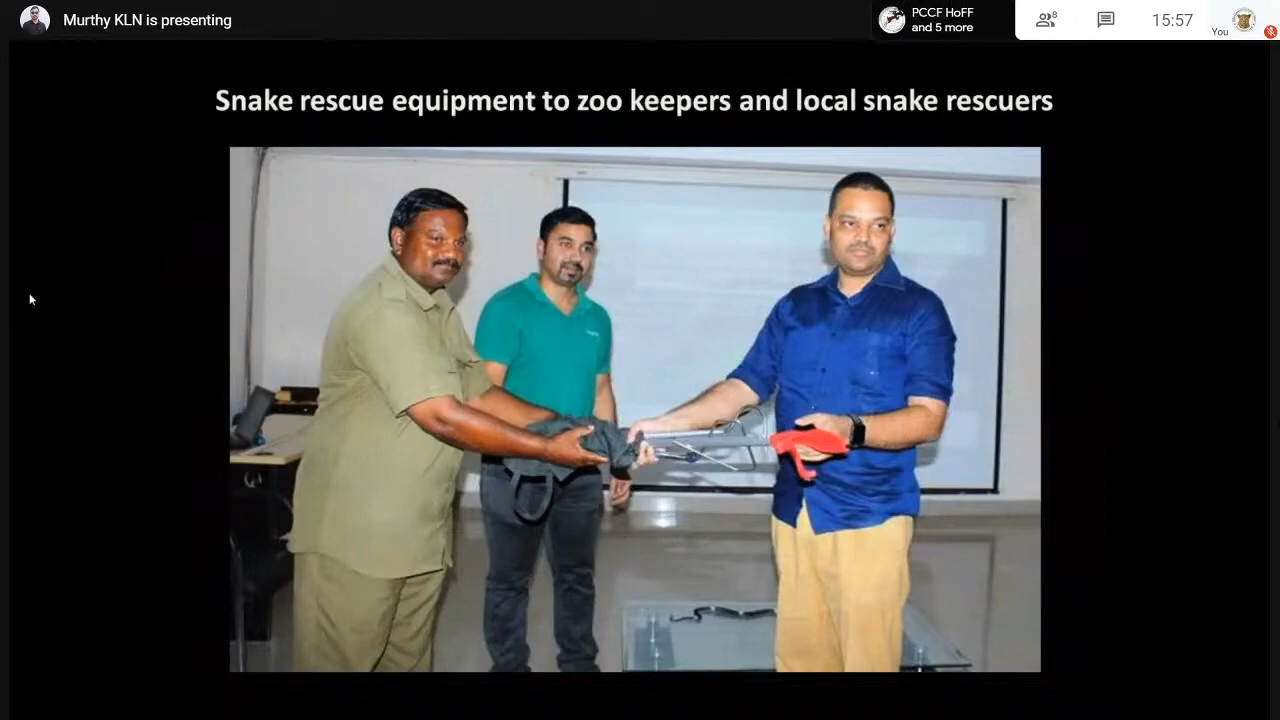 Murthy KLN is presenting
PCCF HoFF
and 5 more
8
15:57
You
Snake rescue equipment to zoo keepers and local snake rescuers